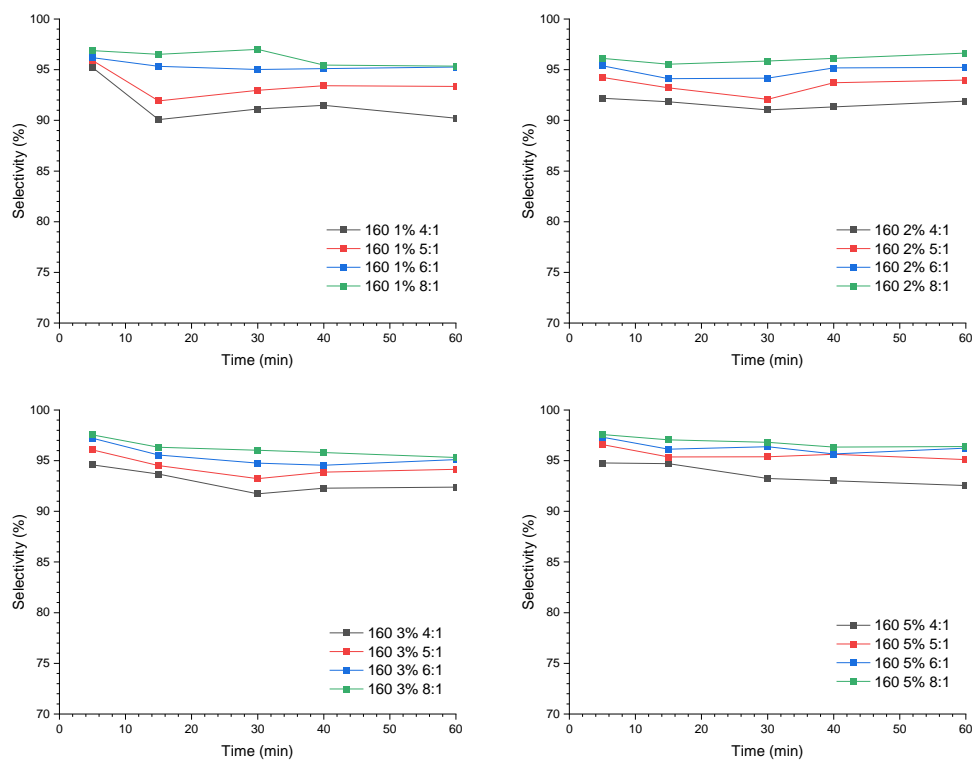 100
95
90
85
80
75
70
Selectivity (%)
160 1% 4:1
160 1% 5:1
160 1% 6:1
160 1% 8:1
0 10 20 30 40 50 60
Time (min)
100
95
90
85
80
75
70
Selectivity (%)
160 2% 4:1
160 2% 5:1
160 2% 6:1
160 2% 8:1
0 10 20 30 40 50 60
Time (min)
100
95
90
85
80
75
70
Selectivity (%)
160 3% 4:1
160 3% 5:1
160 3% 6:1
160 3% 8:1
0 10 20 30 40 50 60
Time (min)
100
95
90
85
80
75
70
Selectivity (%)
160 5% 4:1
160 5% 5:1
160 5% 6:1
160 5% 8:1
0 10 20 30 40 50 60
Time (min)